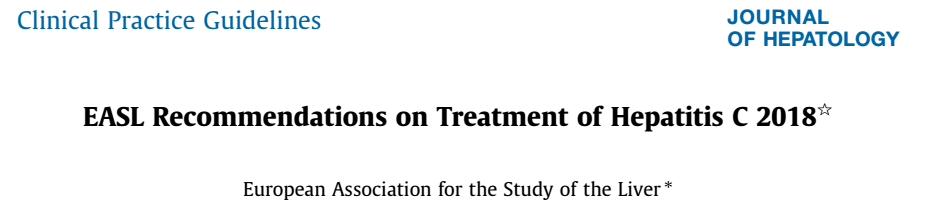 Clinical Practice Guidelines
JOURNAL
OF HEPATOLOGY
EASL Recommendations on Treatment of Hepatitis C 2018☆
European Association for the Study of the Liver *